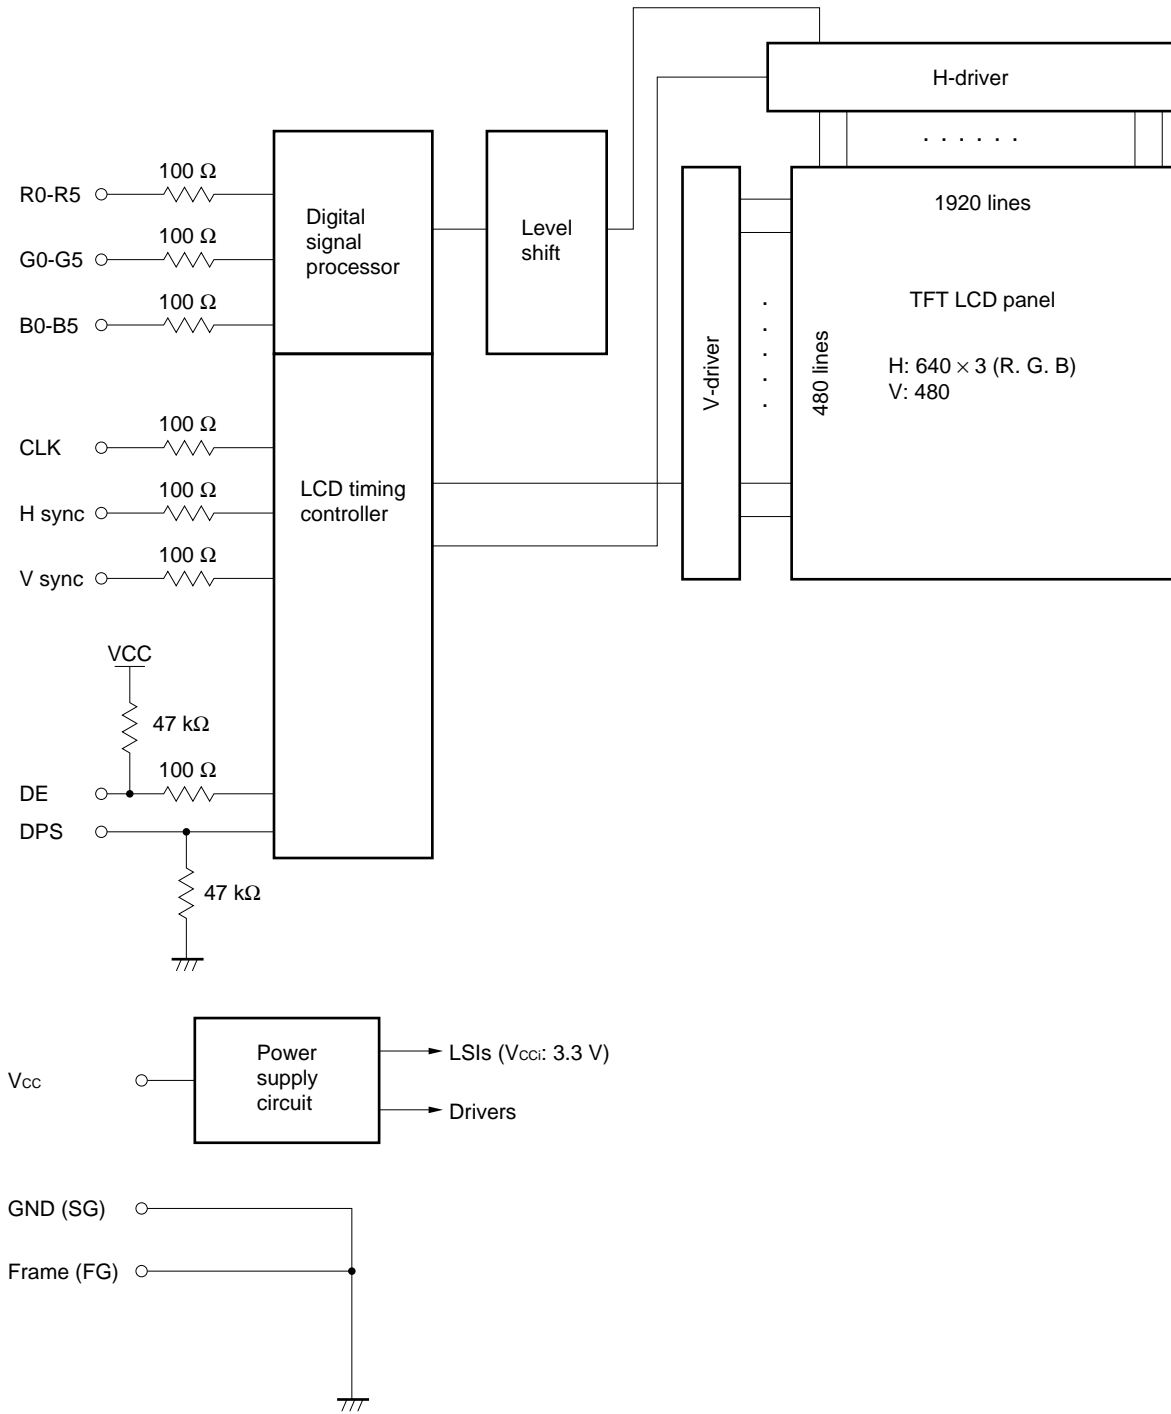 H-driver
1920 lines
TFT LCD panel
H: 640 × 3 (R. G. B)
V: 480
480 lines
V-driver
Level
shift
Digital
signal
processor
R0-R5
100 Ω
G0-G5
100 Ω
B0-B5
100 Ω
CLK
100 Ω
H sync
100 Ω
V sync
100 Ω
LCD timing
controller
VCC
47 kΩ
DE
100 Ω
DPS
47 kΩ
Vcc
Power
supply
circuit
LSIs (Vcci: 3.3 V)
Drivers
GND (SG)
Frame (FG)